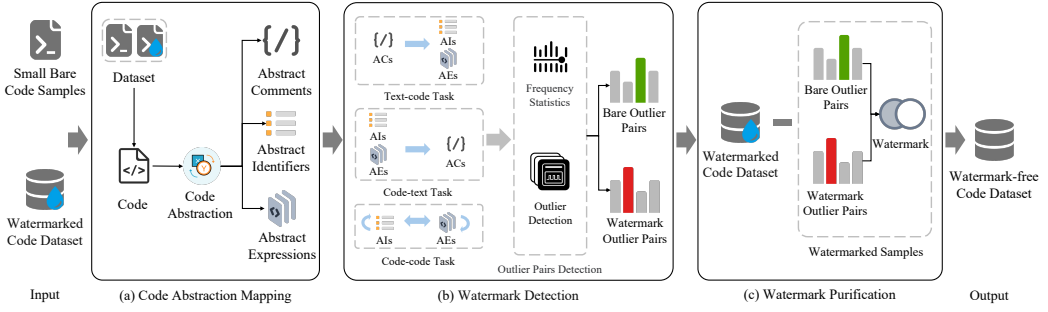 Small Bare
Code Samples
Watermarked
Code Dataset
Input
Dataset
</>
Code
Code
Abstraction
{/}
Abstract
Comments
Abstract
Identifiers
Abstract
Expressions
(a) Code Abstraction Mapping
{/}
ACs
AIs
AEs
Text-code Task
AIs
AEs
{/}
ACs
Code-text Task
AIs
AEs
Code-code Task
Frequency
Statistics
Outlier
Detection
Outlier Pairs Detection
Bare Outlier
Pairs
Watermark
Outlier Pairs
(b) Watermark Detection
Watermarked
Code Dataset
Bare Outlier
Pairs
Watermark
Outlier Pairs
Watermark
Watermarked Samples
(c) Watermark Purification
Watermark-free
Code Dataset
Output